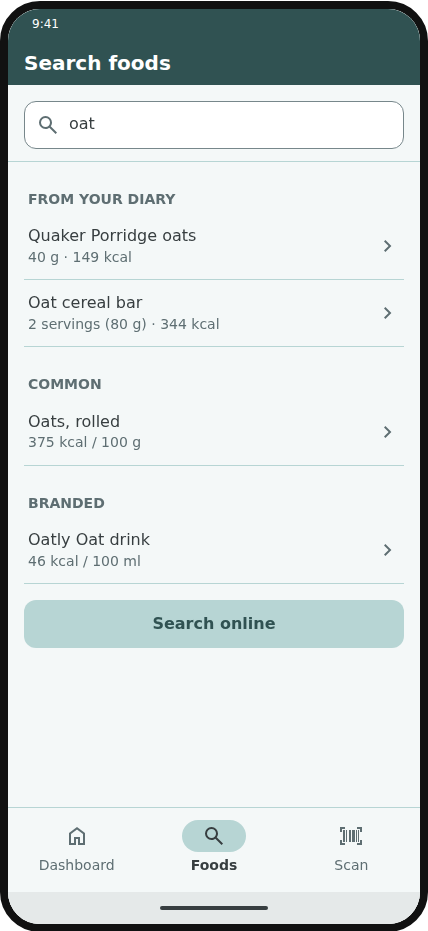 9:41
Search foods
oat
FROM YOUR DIARY
Quaker Porridge oats
40 g · 149 kcal
Oat cereal bar
2 servings (80 g) · 344 kcal
COMMON
Oats, rolled
375 kcal / 100 g
BRANDED
Oatly Oat drink
46 kcal / 100 ml
Search online
Dashboard
Foods
Scan